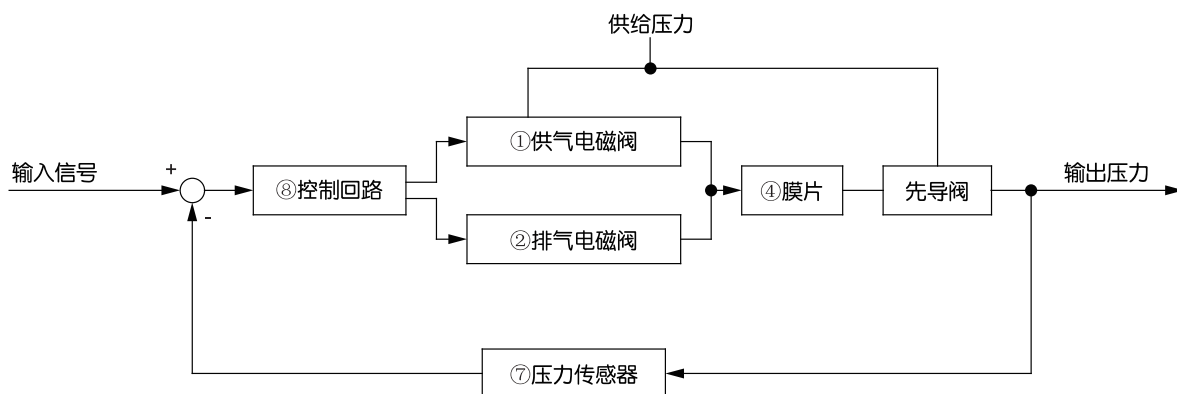 供给压力
①供气电磁阀
输入信号
+
⑧控制回路
④膜片
先导阀
输出压力
-
②排气电磁阀
⑦压力传感器